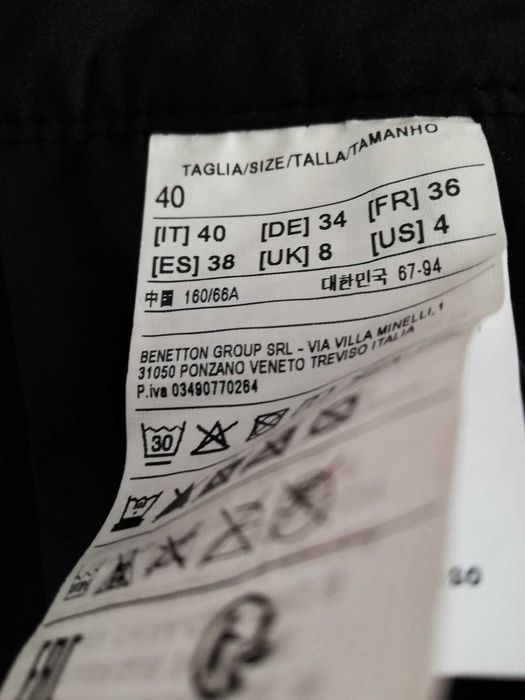 TAGLIA/SIZE/TALLA/TAMANHO
40
[IT] 40 [DE] 34 [FR] 36
[ES] 38 [UK] 8 [US] 4
中国 160/66A 대한민국 67-94
BENETTON GROUP SRL - VIA VILLA MINELLI, 1
31050 PONZANO VENETO TREVISO ITALIA
P.iva 03490770264
30